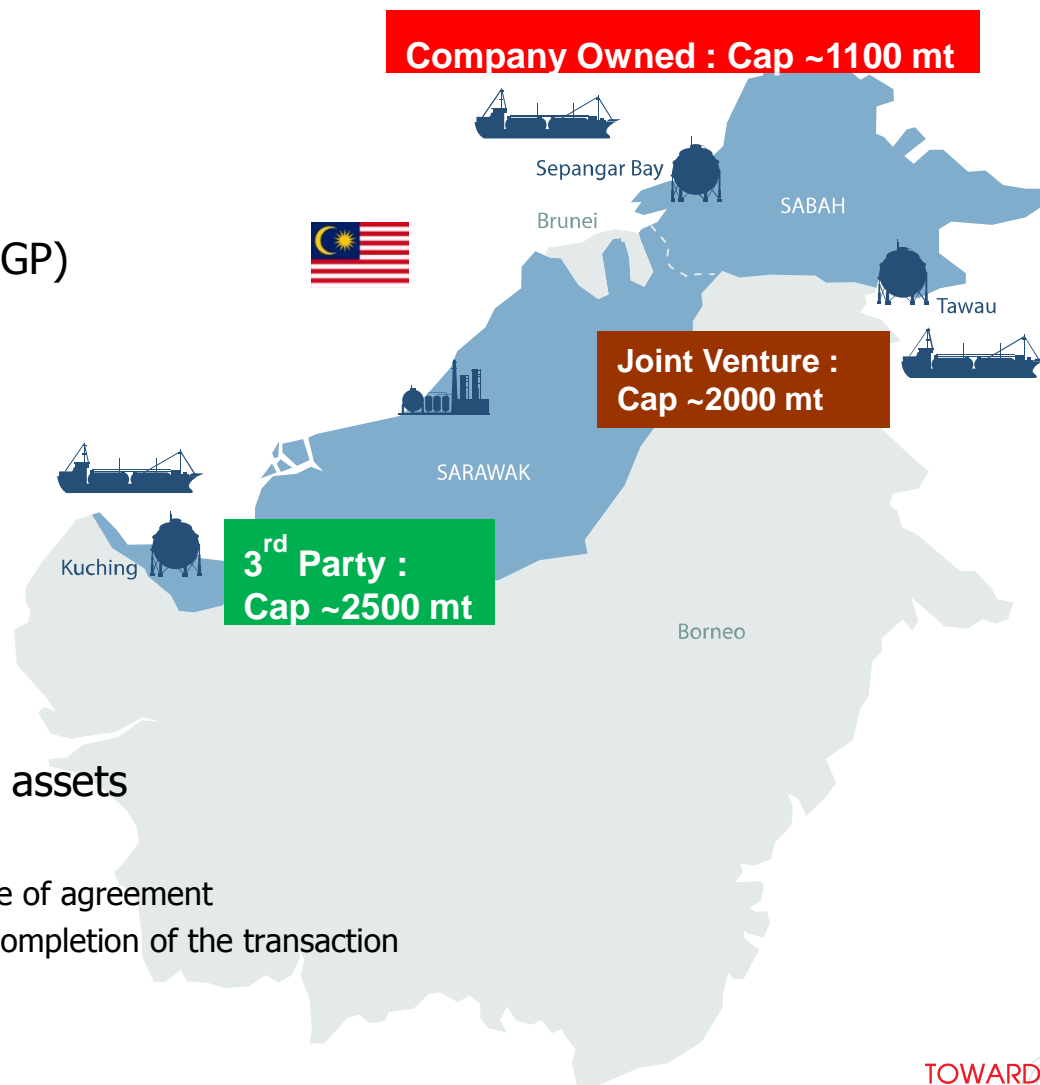 Company Owned : Cap ~1100 mt
Sepangar Bay
SABAH
Brunei
GP)
Tawau
Joint Venture :
Cap ~2000 mt
SARAWAK
Kuching
3rd Party :
Cap ~2500 mt
Borneo
assets
e of agreement
ompletion of the transaction
TOWARD